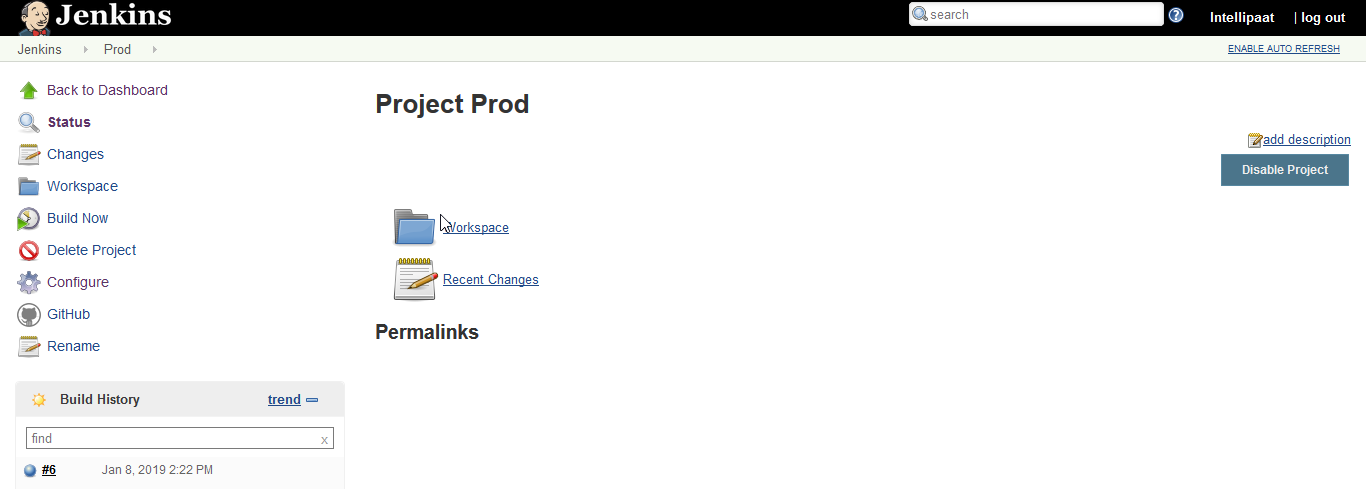 Jenkins
search
?
Intellipaat | log out
Jenkins Prod
ENABLE AUTO REFRESH
Back to Dashboard
Status
Changes
Workspace
Build Now
Delete Project
Configure
GitHub
Rename
Build History trend
find x
#6 Jan 8, 2019 2:22 PM
Project Prod
add description
Disable Project
Workspace
Recent Changes
Permalinks